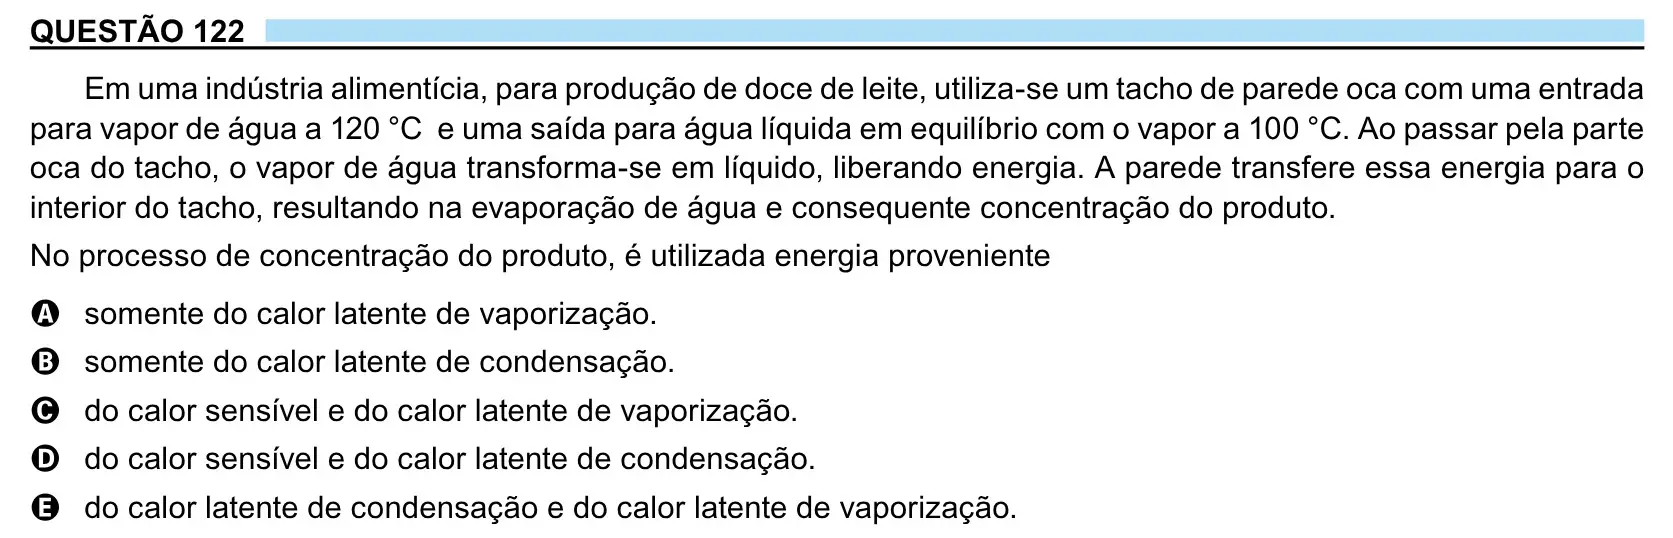 QUESTÃO 122
Em uma indústria alimentícia, para produção de doce de leite, utiliza-se um tacho de parede oca com uma entrada
para vapor de água a 120 °C e uma saída para água líquida em equilíbrio com o vapor a 100 °C. Ao passar pela parte
oca do tacho, o vapor de água transforma-se em líquido, liberando energia. A parede transfere essa energia para o
interior do tacho, resultando na evaporação de água e consequente concentração do produto.
No processo de concentração do produto, é utilizada energia proveniente
A somente do calor latente de vaporização.
B somente do calor latente de condensação.
C do calor sensível e do calor latente de vaporização.
D do calor sensível e do calor latente de condensação.
E do calor latente de condensação e do calor latente de vaporização.